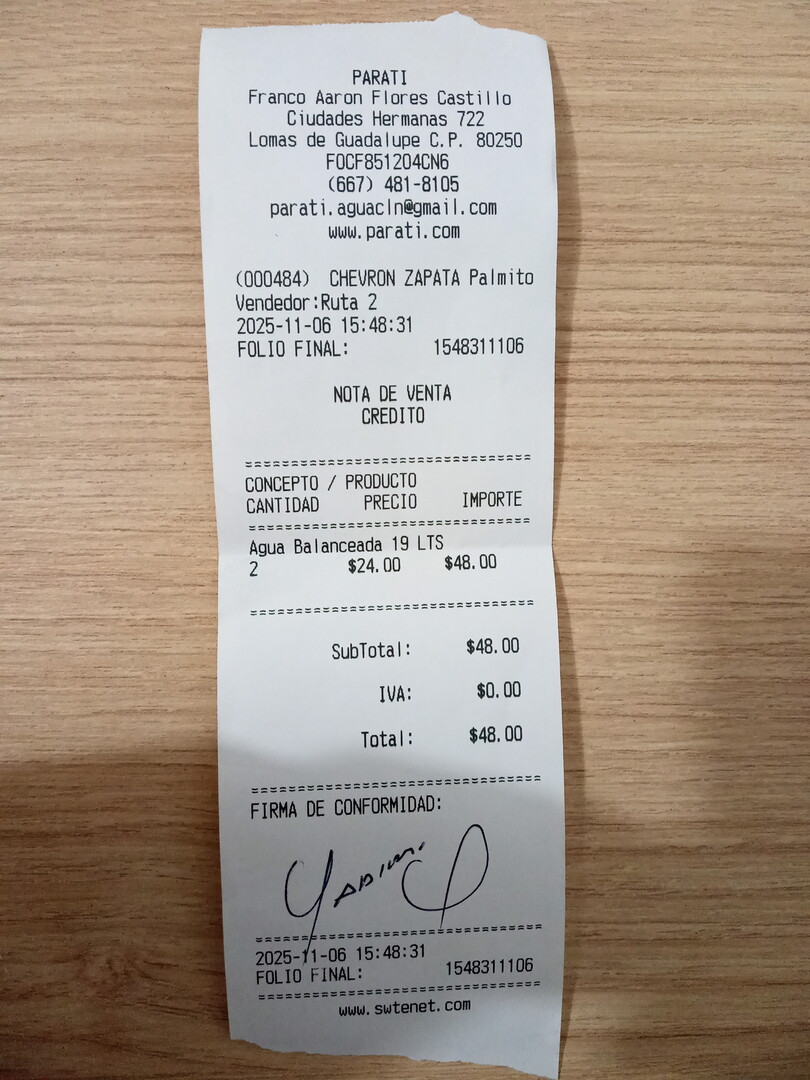 PARATI
Franco Aaron Flores Castillo
Ciudades Hermanas 722
Lomas de Guadalupe C.P. 80250
FOCF851204CN6
(667) 481-8105
parati.aguacln@gmail.com
www.parati.com
(000484) CHEVRON ZAPATA Palmito
Vendedor:Ruta 2
2025-11-06 15:48:31
FOLIO FINAL: 1548311106
NOTA DE VENTA
CREDITO
CONCEPTO / PRODUCTO
CANTIDAD PRECIO IMPORTE
Agua Balanceada 19 LTS
2 $24.00 $48.00
SubTotal: $48.00
IVA: $0.00
Total: $48.00
FIRMA DE CONFORMIDAD:
2025-11-06 15:48:31
FOLIO FINAL: 1548311106
www.swtenet.com